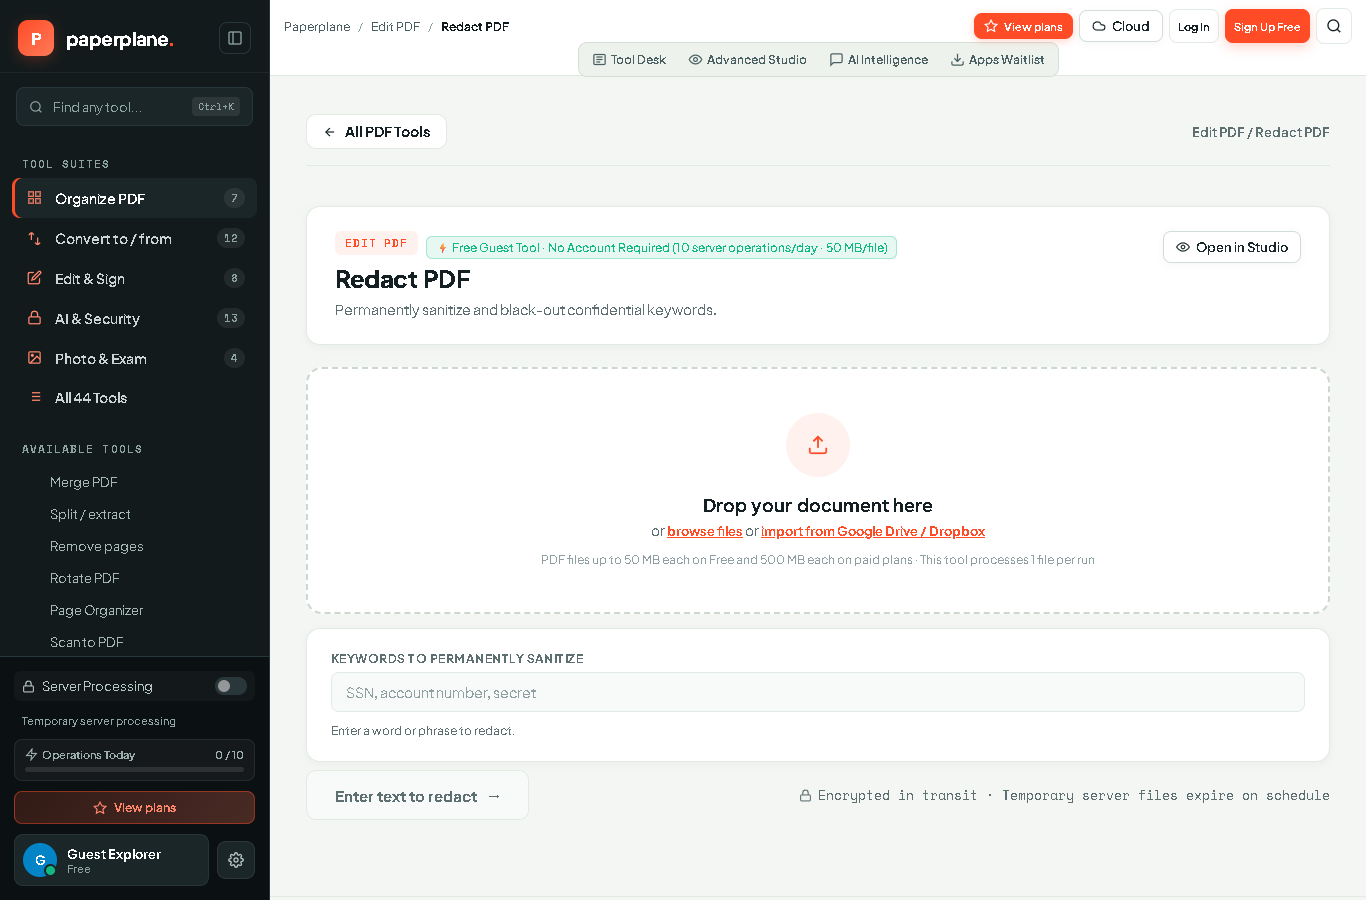 P paperplane.
Find any tool... Ctrl+K
TOOL SUITES
Organize PDF 7
Convert to / from 12
Edit & Sign 8
AI & Security 13
Photo & Exam 4
All 44 Tools
AVAILABLE TOOLS
Merge PDF
Split / extract
Remove pages
Rotate PDF
Page Organizer
Scan to PDF
Server Processing
Temporary server processing
Operations Today 0 / 10
View plans
G Guest Explorer
Free
Paperplane / Edit PDF / Redact PDF
View plans Cloud Log In Sign Up Free
Tool Desk Advanced Studio AI Intelligence Apps Waitlist
← All PDF Tools
Edit PDF / Redact PDF
EDIT PDF Free Guest Tool · No Account Required (10 server operations/day · 50 MB/file)
Open in Studio
Redact PDF
Permanently sanitize and black-out confidential keywords.
Drop your document here
or browse files or import from Google Drive / Dropbox
PDF files up to 50 MB each on Free and 500 MB each on paid plans · This tool processes 1 file per run
KEYWORDS TO PERMANENTLY SANITIZE
SSN, account number, secret
Enter a word or phrase to redact.
Enter text to redact →
Encrypted in transit · Temporary server files expire on schedule